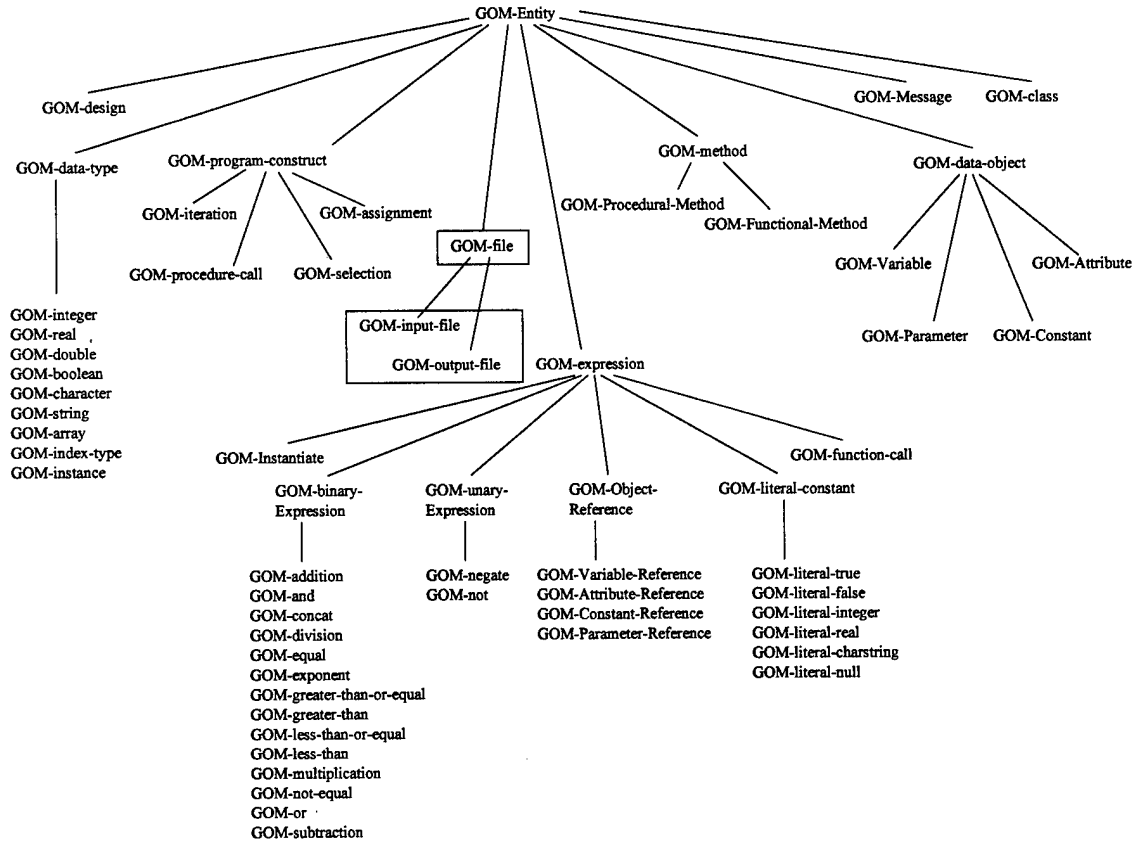 GOM-Entity
GOM-design
GOM-Message
GOM-class
GOM-data-type
GOM-program-construct
GOM-method
GOM-data-object
GOM-iteration
GOM-assignment
GOM-Procedural-Method
GOM-Functional-Method
GOM-file
GOM-procedure-call
GOM-selection
GOM-Variable
GOM-Attribute
GOM-integer
GOM-real
GOM-double
GOM-boolean
GOM-character
GOM-string
GOM-array
GOM-index-type
GOM-instance
GOM-input-file
GOM-output-file
GOM-Parameter
GOM-Constant
GOM-expression
GOM-Instantiate
GOM-function-call
GOM-binary-
Expression
GOM-unary-
Expression
GOM-Object-
Reference
GOM-literal-constant
GOM-addition
GOM-and
GOM-concat
GOM-division
GOM-equal
GOM-exponent
GOM-greater-than-or-equal
GOM-greater-than
GOM-less-than-or-equal
GOM-less-than
GOM-multiplication
GOM-not-equal
GOM-or
GOM-subtraction
GOM-negate
GOM-not
GOM-Variable-Reference
GOM-Attribute-Reference
GOM-Constant-Reference
GOM-Parameter-Reference
GOM-literal-true
GOM-literal-false
GOM-literal-integer
GOM-literal-real
GOM-literal-charstring
GOM-literal-null